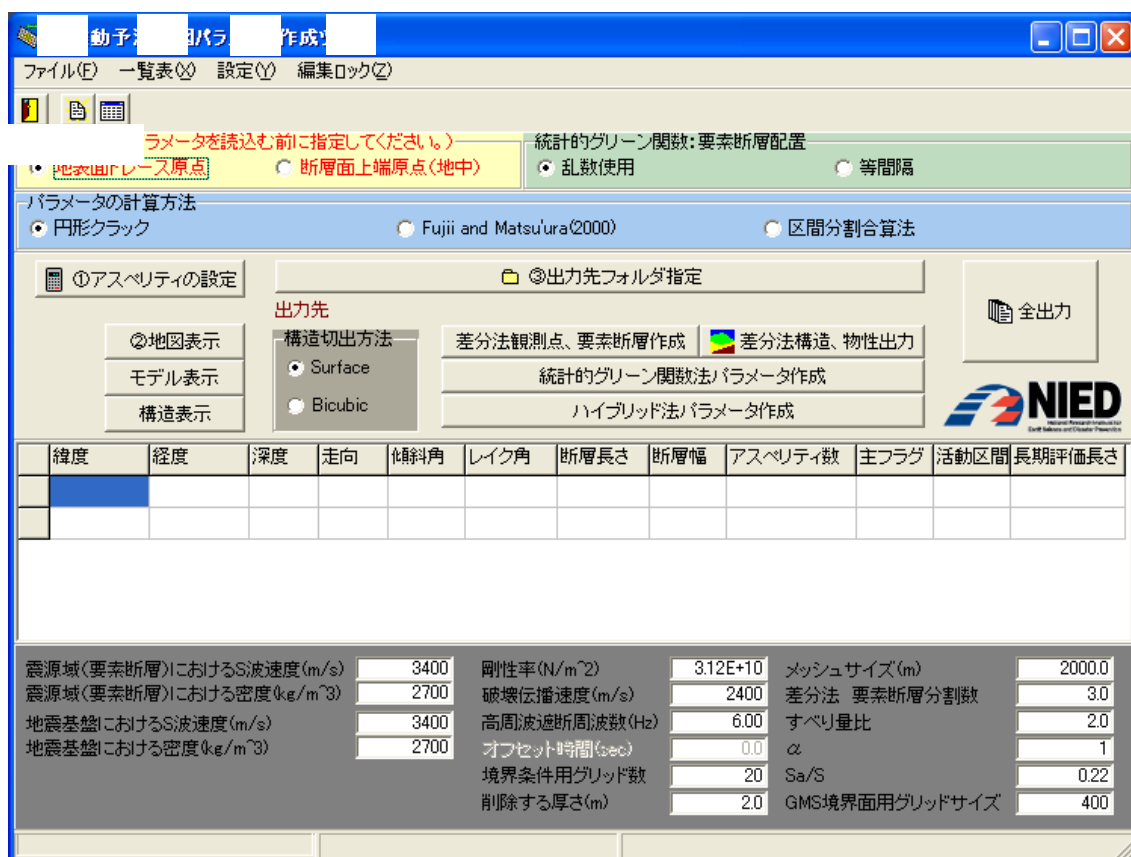 動予 パラ 作成
ファイル(F) 一覧表(X) 設定(Y) 編集ロック(Z)
ラメータを読込む前に指定してください。)
統計的グリーン関数:要素断層配置
地表面トレース原点 断層面上端原点(地中) 乱数使用 等間隔
パラメータの計算方法
円形クラック Fujii and Matsu'ura(2000) 区間分割合算法
①アスペリティの設定 ③出力先フォルダ指定
全出力
出力先
②地図表示 構造切出方法 差分法観測点、要素断層作成 差分法構造、物性出力
モデル表示 Surface 統計的グリーン関数法パラメータ作成
構造表示 Bicubic ハイブリッド法パラメータ作成
NIED
National Research Institute for
Earth Science and Disaster Prevention
緯度 経度 深度 走向 傾斜角 レイク角 断層長さ 断層幅 アスペリティ数 主フラグ 活動区間 長期評価長さ
震源域(要素断層)におけるS波速度(m/s) 3400 剛性率(N/m^2) 3.12E+10 メッシュサイズ(m) 2000.0
震源域(要素断層)における密度(kg/m^3) 2700 破壊伝播速度(m/s) 2400 差分法 要素断層分割数 3.0
地震基盤におけるS波速度(m/s) 3400 高周波遮断周波数(Hz) 6.00 すべり量比 2.0
地震基盤における密度(kg/m^3) 2700 オフセット時間(sec) 0.0 α 1
境界条件用グリッド数 20 Sa/S 0.22
削除する厚さ(m) 2.0 GMS境界面用グリッドサイズ 400